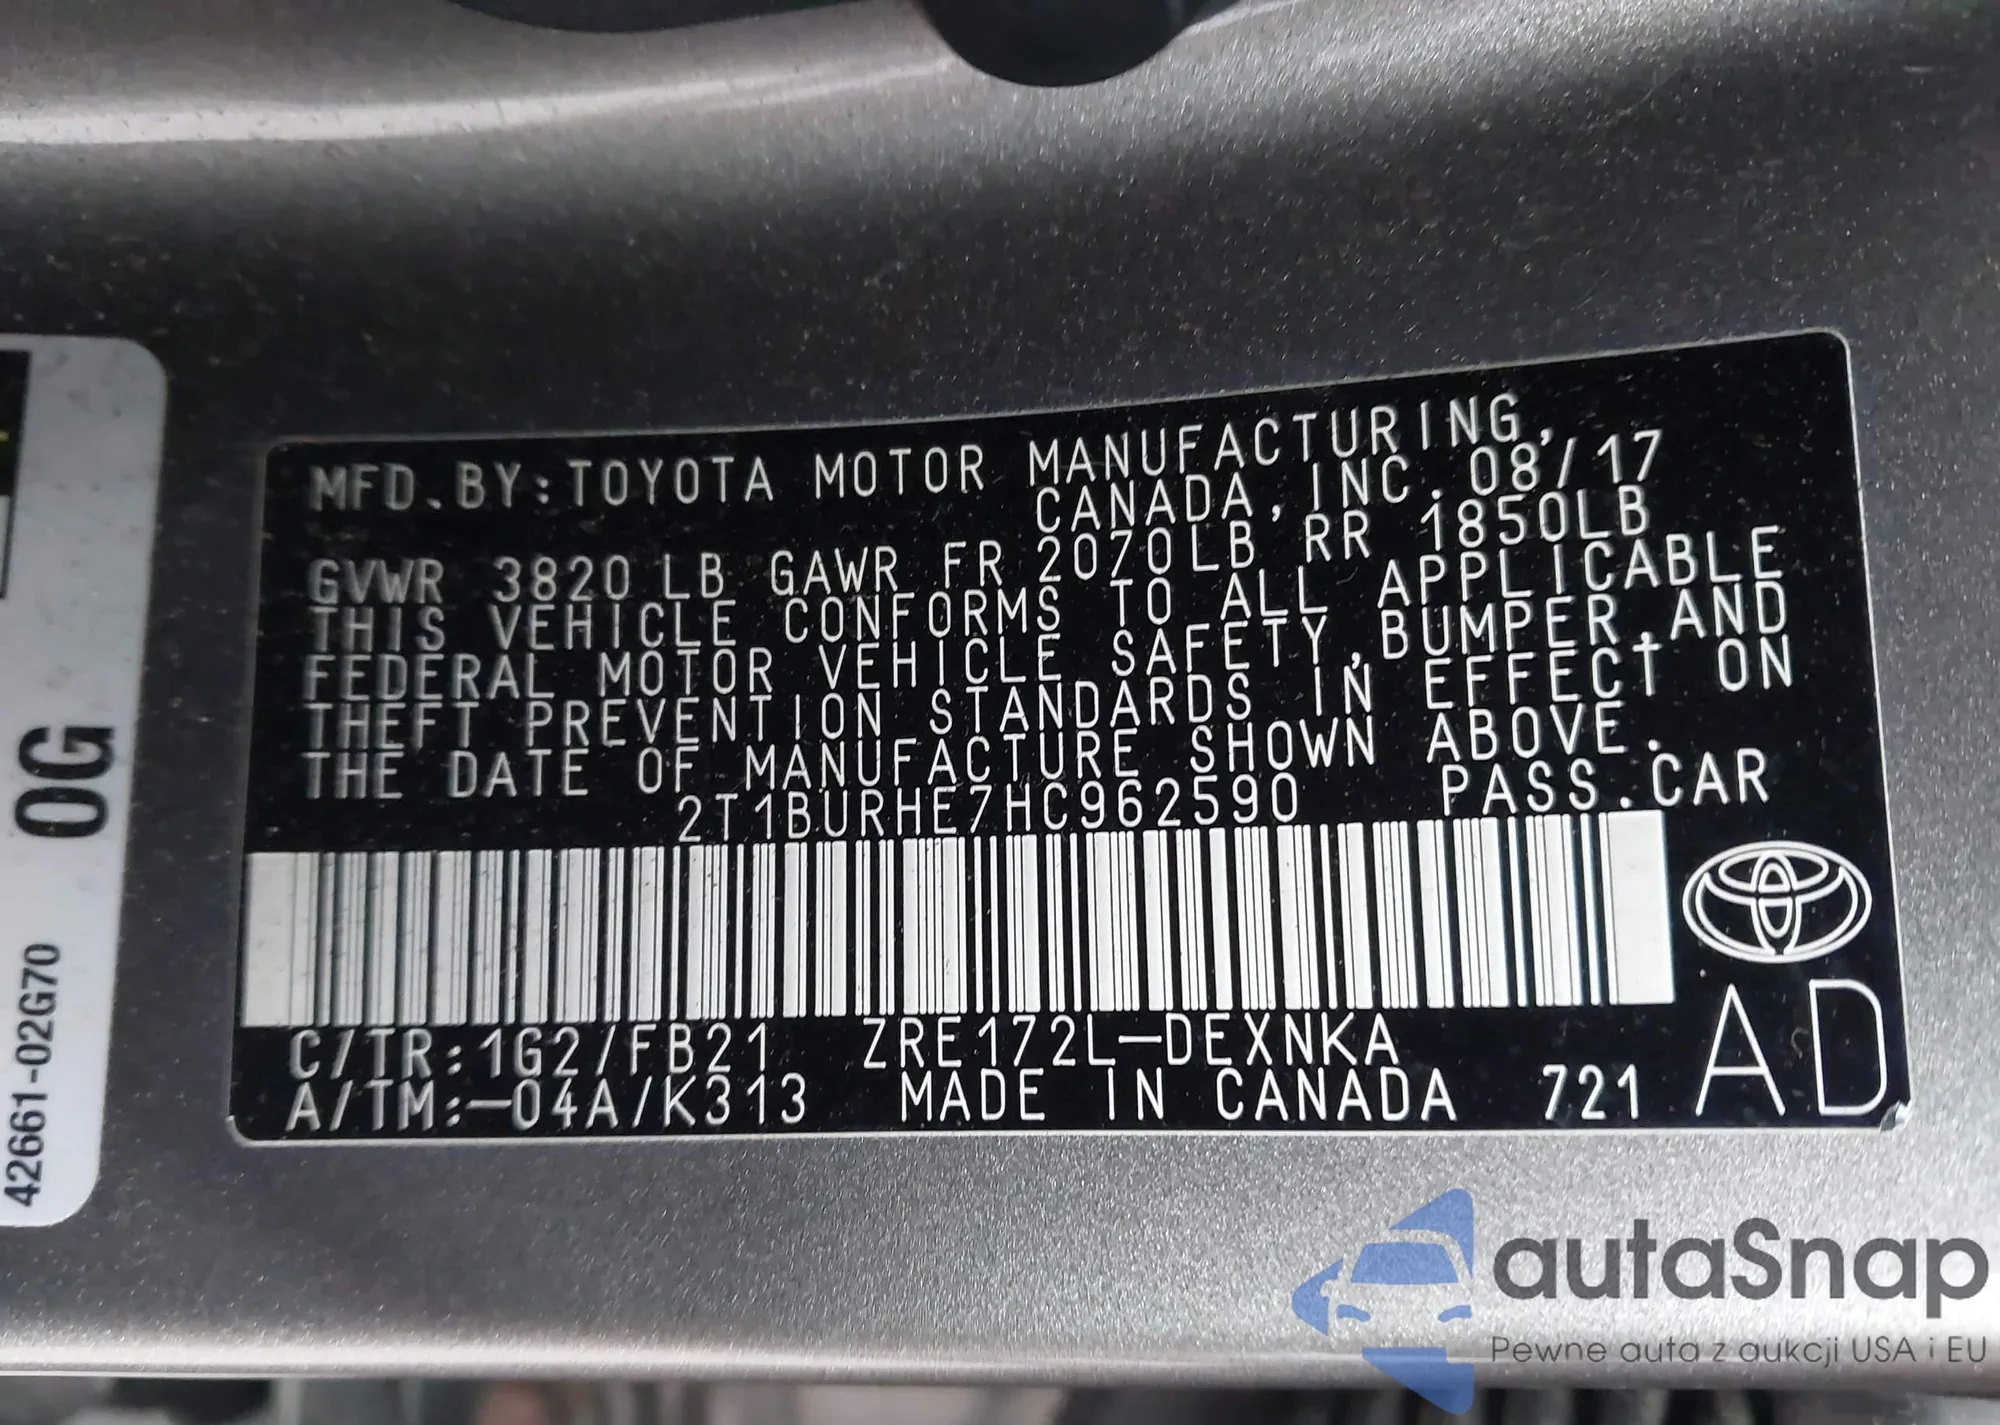 MFD.BY:TOYOTA MOTOR MANUFACTURING,
CANADA,INC.08/17
GVWR 3820 LB GAWR FR 2070LB RR 1850LB
THIS VEHICLE CONFORMS TO ALL APPLICABLE
FEDERAL MOTOR VEHICLE SAFETY,BUMPER,AND
THEFT PREVENTION STANDARDS IN EFFECT ON
THE DATE OF MANUFACTURE SHOWN ABOVE.
2T1BURHE7HC962590 PASS.CAR
C/TR:1G2/FB21 ZRE172L-DEXNKA
A/TM:-04A/K313 MADE IN CANADA 721
AD
0G
42661-02G70
autaSnap
Pewne auta z aukcji USA i EU